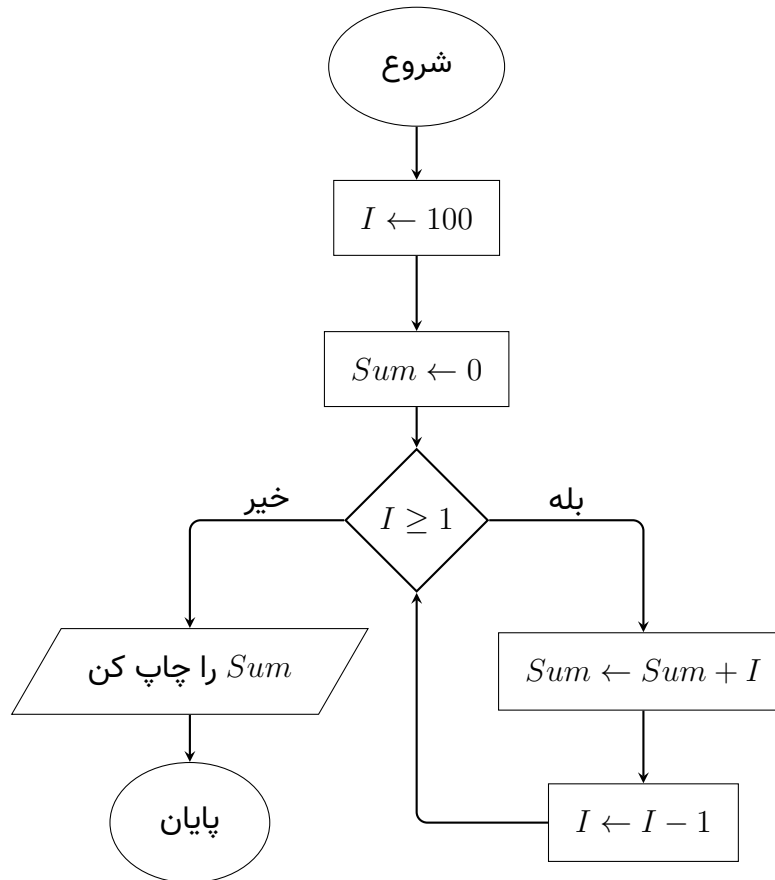 شروع
I ← 100
Sum ← 0
I ≥ 1
خیر
بله
Sum را چاپ کن
Sum ← Sum + I
پایان
I ← I − 1